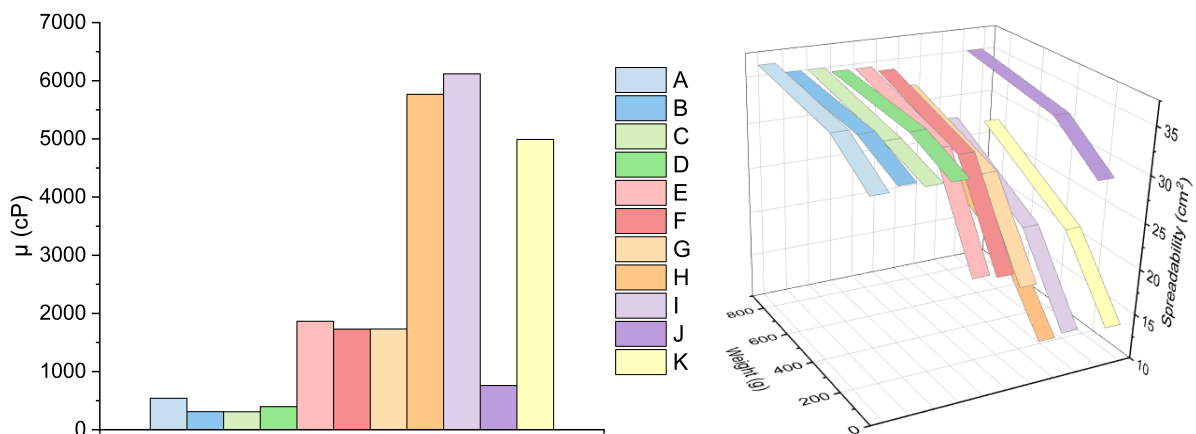 7000
6000
5000
4000
3000
2000
1000
0
μ (cP)
A
B
C
D
E
F
G
H
I
J
K
800
600
400
200
0
Weight (g)
35
30
25
20
15
10
Spreadability (cm²)